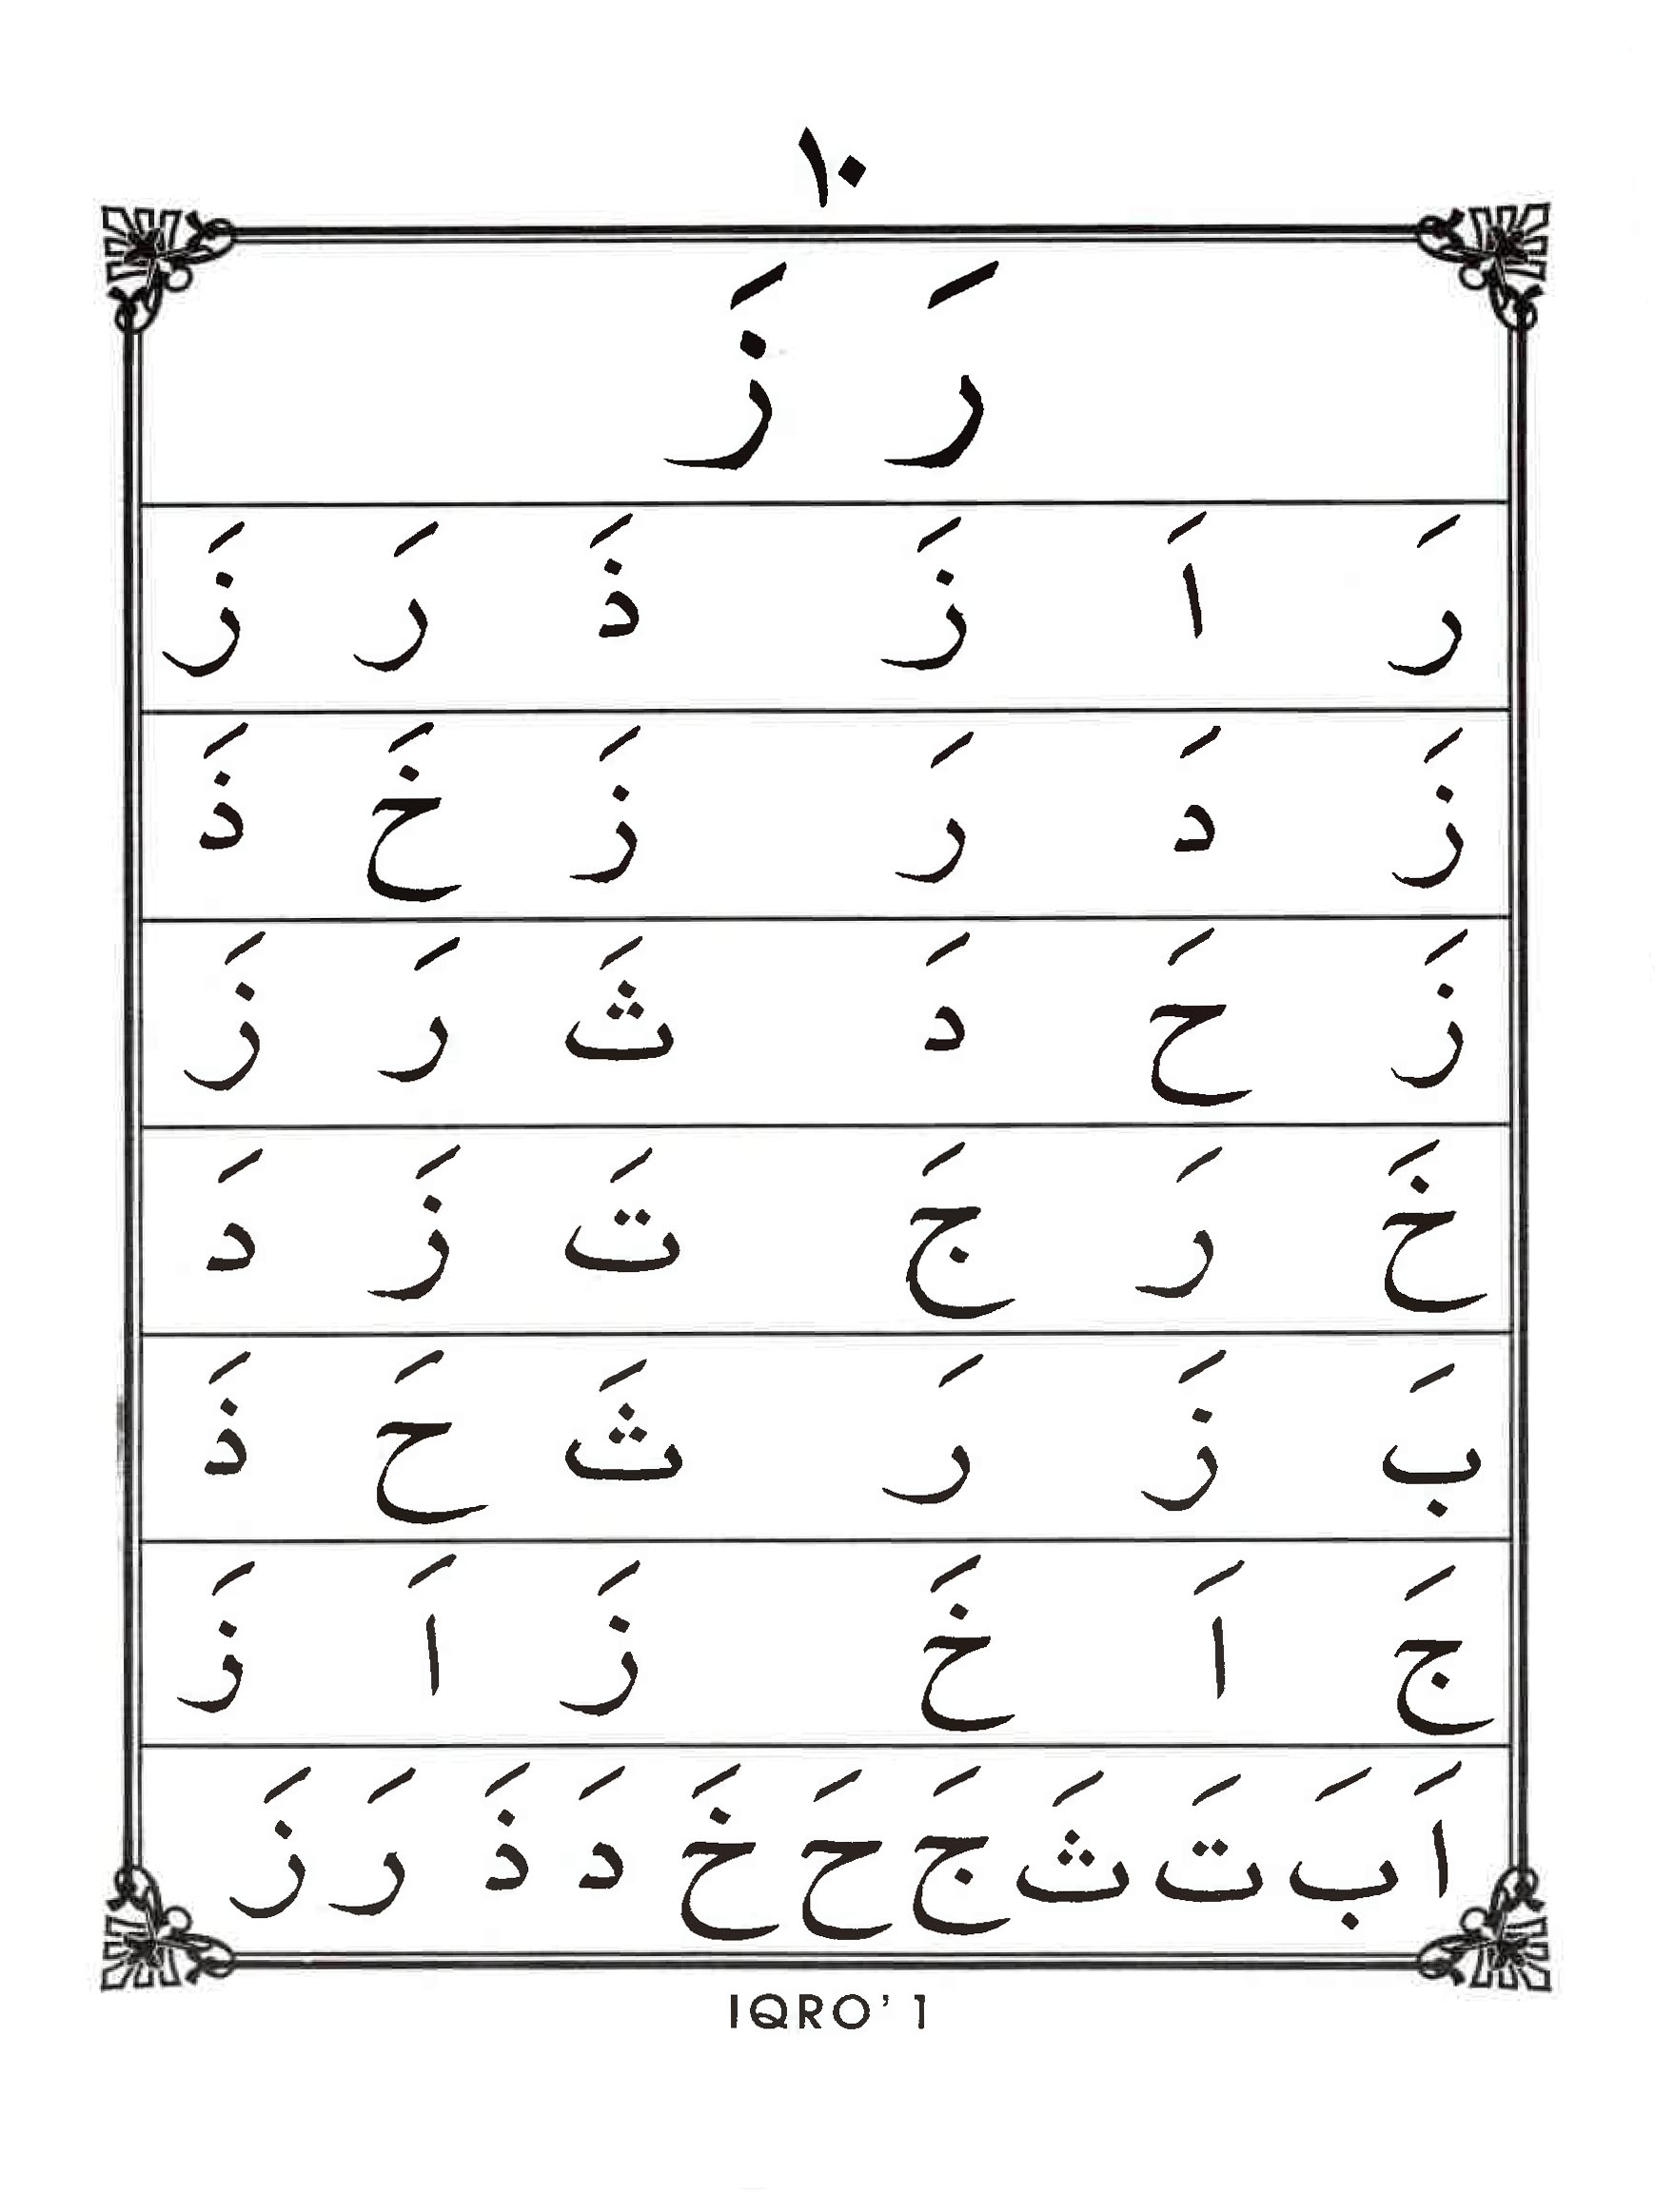 ١٠
رَ زَ
رَ اَ زَ ذَ رَ زَ
زَ دَ رَ زَ خَ ذَ
زَ حَ دَ ثَ رَ زَ
خَ رَ جَ تَ زَ دَ
بَ زَ رَ ثَ حَ ذَ
جَ اَ خَ زَ اَ زَ
اَ بَ تَ ثَ جَ حَ خَ دَ ذَ رَ زَ
IQRO’ 1